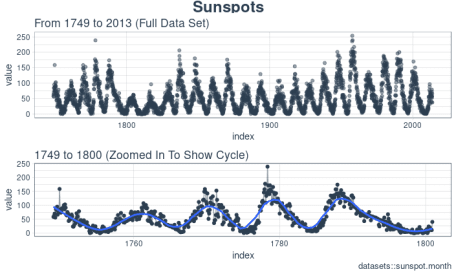 Sunspots
From 1749 to 2013 (Full Data Set)
250
200
150
100
50
0
value
1800
1900
2000
index
1749 to 1800 (Zoomed In To Show Cycle)
250
200
150
100
50
0
value
1760
1780
1800
index
datasets::sunspot.month